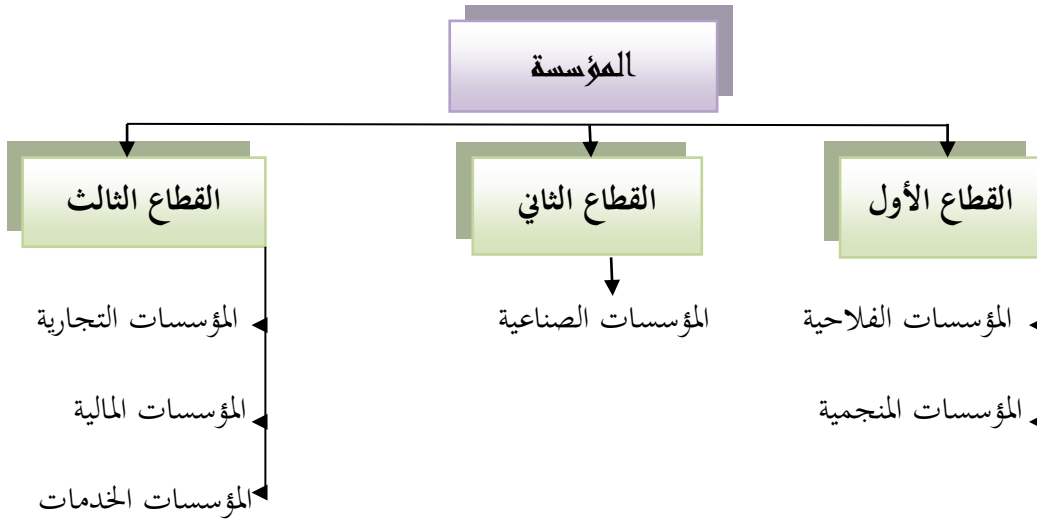 المؤسسة
القطاع الأول
القطاع الثاني
القطاع الثالث
المؤسسات الفلاحية
المؤسسات الصناعية
المؤسسات التجارية
المؤسسات المنجمية
المؤسسات المالية
المؤسسات الخدمات